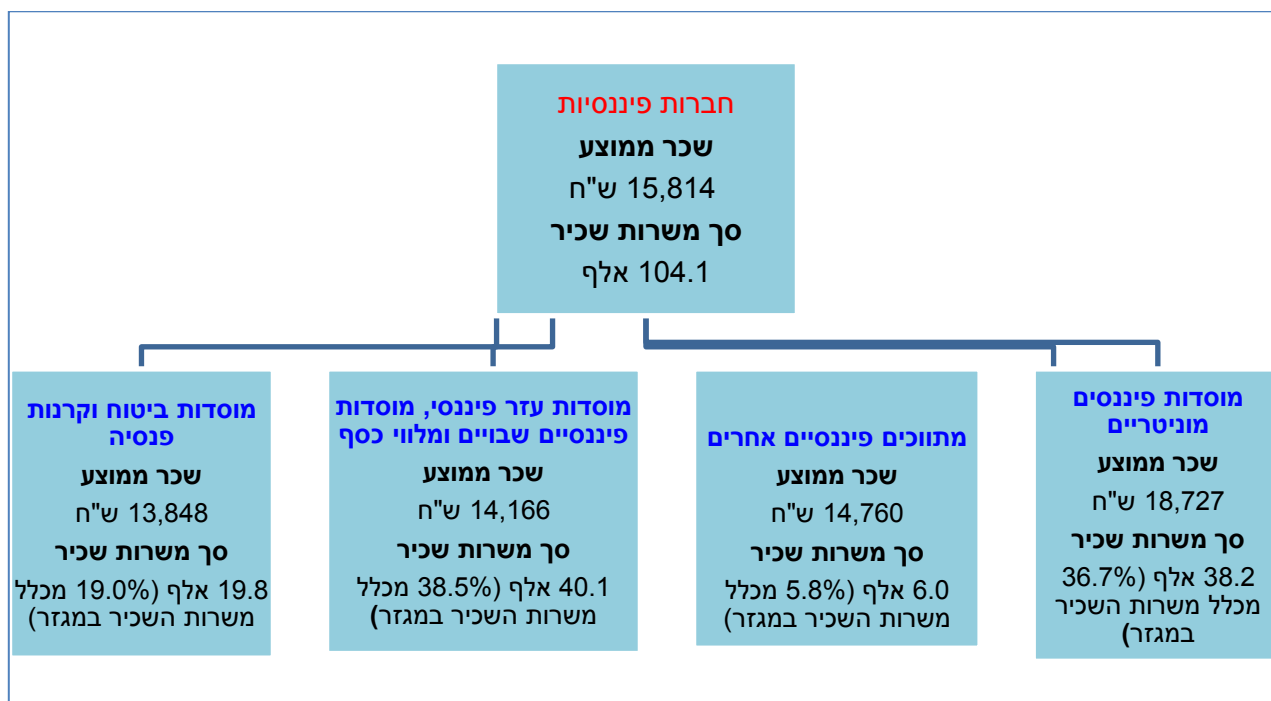 חברות פיננסיות
שכר ממוצע
15,814 ש"ח
סך משרות שכיר
104.1 אלף
מוסדות פיננסים
מוניטריים
שכר ממוצע
18,727 ש"ח
סך משרות שכיר
38.2 אלף (36.7%
מכלל משרות השכיר
במגזר)
מתווכים פיננסיים אחרים
שכר ממוצע
14,760 ש"ח
סך משרות שכיר
6.0 אלף (5.8% מכלל
משרות השכיר במגזר)
מוסדות עזר פיננסי, מוסדות
פיננסיים שבויים ומלווי כסף
שכר ממוצע
14,166 ש"ח
סך משרות שכיר
40.1 אלף (38.5% מכלל
משרות השכיר במגזר)
מוסדות ביטוח וקרנות
פנסיה
שכר ממוצע
13,848 ש"ח
סך משרות שכיר
19.8 אלף (19.0% מכלל
משרות השכיר במגזר)